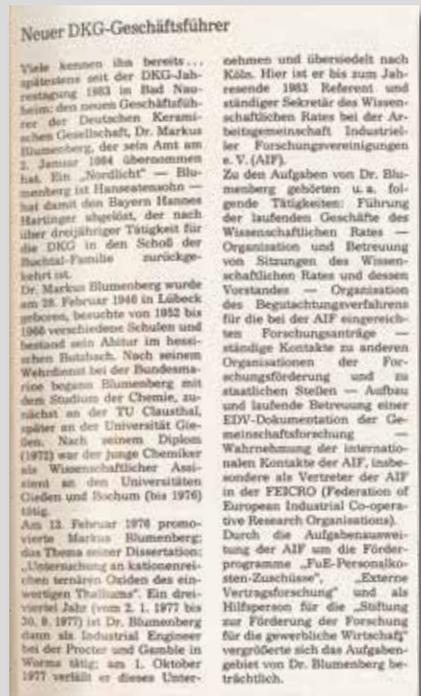 Neuer DKG-Geschäftsführer
Viele kennen ihn bereits...
spätestens seit der DKG-Jah-
restagung 1983 in Bad Nau-
heim: den neuen Geschäftsfüh-
rer der Deutschen Kerami-
schen Gesellschaft, Dr. Markus
Blumenberg, der sein Amt am
2. Januar 1984 übernommen
hat. Ein „Nordlicht" — Blu-
menberg ist Hanseatensohn —
hat damit den Bayern Hannes
Hartinger abgelöst, der nach
über dreijähriger Tätigkeit für
die DKG in den Schoß der
Buchtal-Familie zurückge-
kehrt ist.
Dr. Markus Blumenberg wurde
am 28. Februar 1946 in Lübeck
geboren, besuchte von 1952 bis
1966 verschiedene Schulen und
bestand sein Abitur im hessi-
schen Butzbach. Nach seinem
Wehrdienst bei der Bundesma-
rine begann Blumenberg mit
dem Studium der Chemie, zu-
nächst an der TU Clausthal,
später an der Universität Gie-
ßen. Nach seinem Diplom
(1972) war der junge Chemiker
als Wissenschaftlicher Assi-
stent an den Universitäten
Gießen und Bochum (bis 1976)
tätig.
Am 13. Februar 1976 promo-
vierte Markus Blumenberg;
das Thema seiner Dissertation:
„Untersuchung an kationenrei-
chen ternären Oxiden des ein-
wertigen Thalliums". Ein drei-
viertel Jahr (vom 2. 1. 1977 bis
30. 9. 1977) ist Dr. Blumenberg
dann als Industrial Engineer
bei der Procter und Gamble in
Worms tätig; am 1. Oktober
1977 verläßt er dieses Unter-
nehmen und übersiedelt nach
Köln. Hier ist er bis zum Jah-
resende 1983 Referent und
ständiger Sekretär des Wissen-
schaftlichen Rates bei der Ar-
beitsgemeinschaft Industriel-
ler Forschungsvereinigungen
e. V. (AIF).
Zu den Aufgaben von Dr. Blu-
menberg gehörten u. a. fol-
gende Tätigkeiten: Führung
der laufenden Geschäfte des
Wissenschaftlichen Rates —
Organisation und Betreuung
von Sitzungen des Wissen-
schaftlichen Rates und dessen
Vorstandes — Organisation
des Begutachtungsverfahrens
für die bei der AIF eingereich-
ten Forschungsanträge —
ständige Kontakte zu anderen
Organisationen der For-
schungsförderung und zu
staatlichen Stellen — Aufbau
und laufende Betreuung einer
EDV-Dokumentation der Ge-
meinschaftsforschung —
Wahrnehmung der internatio-
nalen Kontakte der AIF, insbe-
sondere als Vertreter der AIF
in der FEICRO (Federation of
European Industrial Co-opera-
tive Research Organisations).
Durch die Aufgabenauswei-
tung der AIF um die Förder-
programme „FuE-Personalko-
sten-Zuschüsse", „Externe
Vertragsforschung" und als
Hilfsperson für die „Stiftung
zur Förderung der Forschung
für die gewerbliche Wirtschaft"
vergrößerte sich das Aufgaben-
gebiet von Dr. Blumenberg be-
trächtlich.